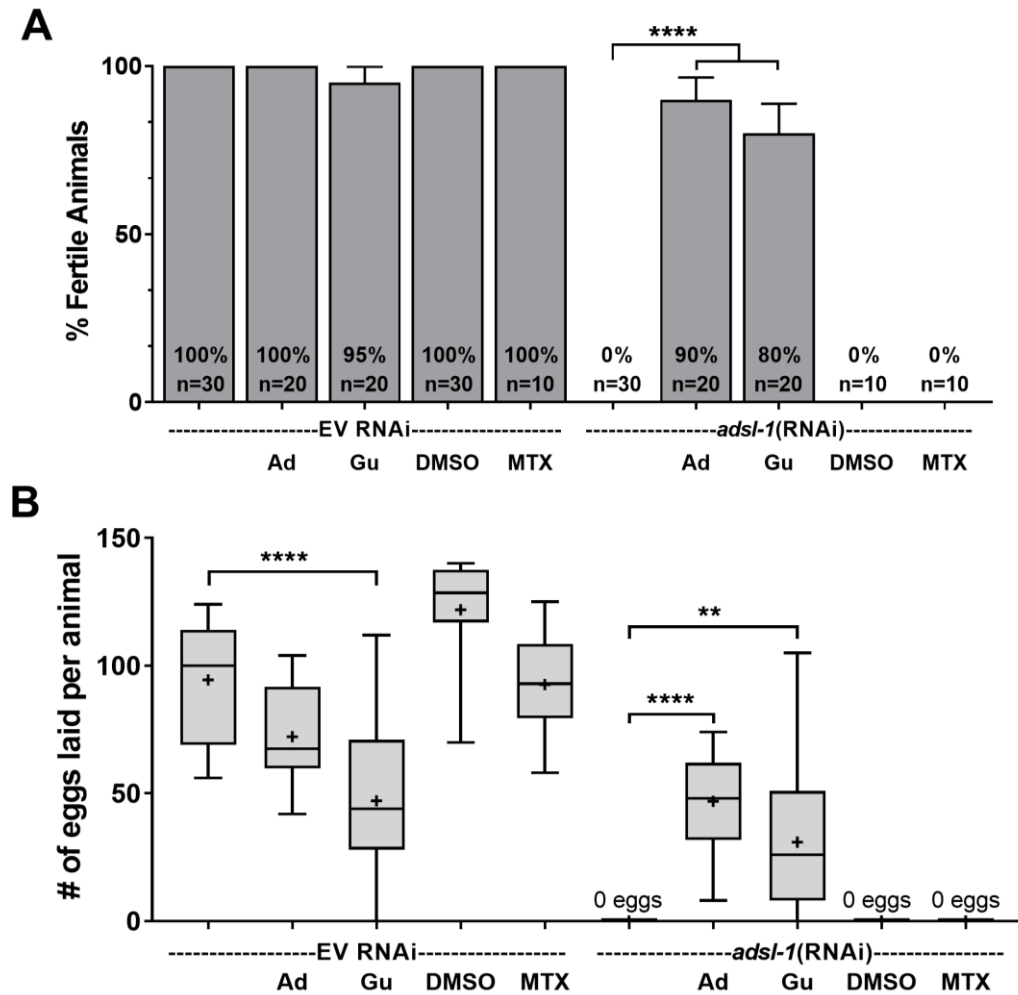 A
% Fertile Animals
100
50
0
****
100% 100% 95% 100% 100% 0% 90% 80% 0% 0%
n=30 n=20 n=20 n=30 n=10 n=30 n=20 n=20 n=10 n=10
--------------------EV RNAi-------------------- ------------------adsl-1(RNAi)------------------
Ad Gu DMSO MTX Ad Gu DMSO MTX
B
# of eggs laid per animal
150
100
50
0
****
**
****
0 eggs 0 eggs 0 eggs
--------------------EV RNAi-------------------- ------------------adsl-1(RNAi)------------------
Ad Gu DMSO MTX Ad Gu DMSO MTX